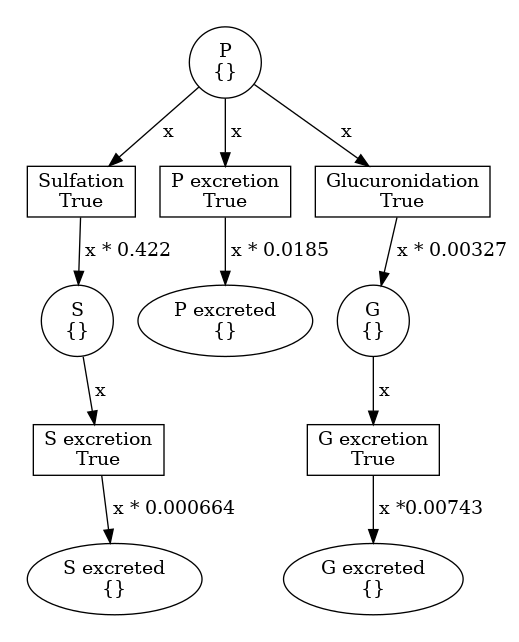 P
{}
x
x
x
Sulfation
True
P excretion
True
Glucuronidation
True
x * 0.422
x * 0.0185
x * 0.00327
S
{}
P excreted
{}
G
{}
x
x
S excretion
True
G excretion
True
x * 0.000664
x *0.00743
S excreted
{}
G excreted
{}